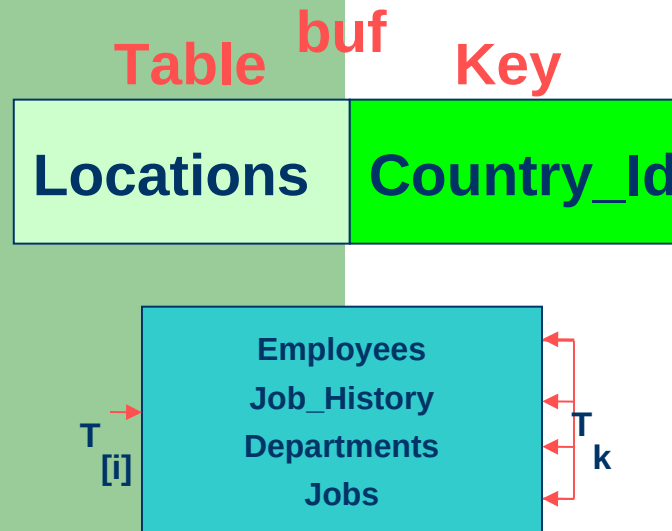 buf
Table Key
Locations Country_Id
Employees
Job_History
Departments
Jobs
T
[i]
T
k